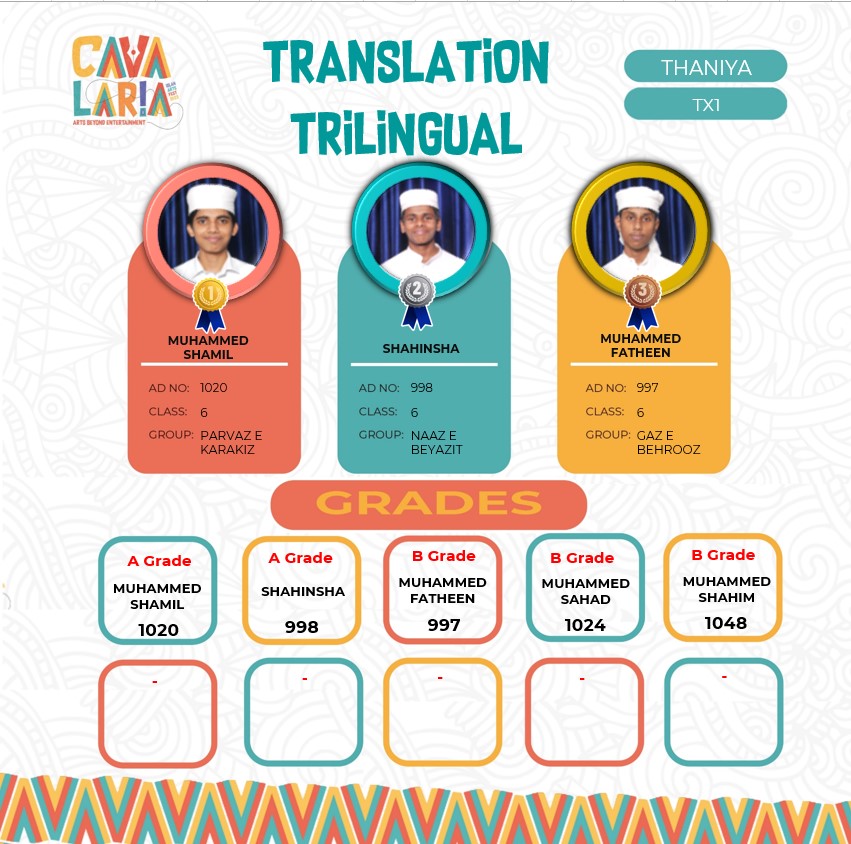 CAVA
LARIA
ARTS BEYOND ENTERTAINMENT
TRANSLATION
TRILINGUAL
THANIYA
TX1
1
MUHAMMED
SHAMIL
AD NO: 1020
CLASS: 6
GROUP: PARVAZ E
KARAKIZ
2
SHAHINSHA
AD NO: 998
CLASS: 6
GROUP: NAAZ E
BEYAZIT
3
MUHAMMED
FATHEEN
AD NO: 997
CLASS: 6
GROUP: GAZ E
BEHROOZ
GRADES
A Grade
MUHAMMED
SHAMIL
1020
A Grade
SHAHINSHA
998
B Grade
MUHAMMED
FATHEEN
997
B Grade
MUHAMMED
SAHAD
1024
B Grade
MUHAMMED
SHAHIM
1048
-
-
-
-
-